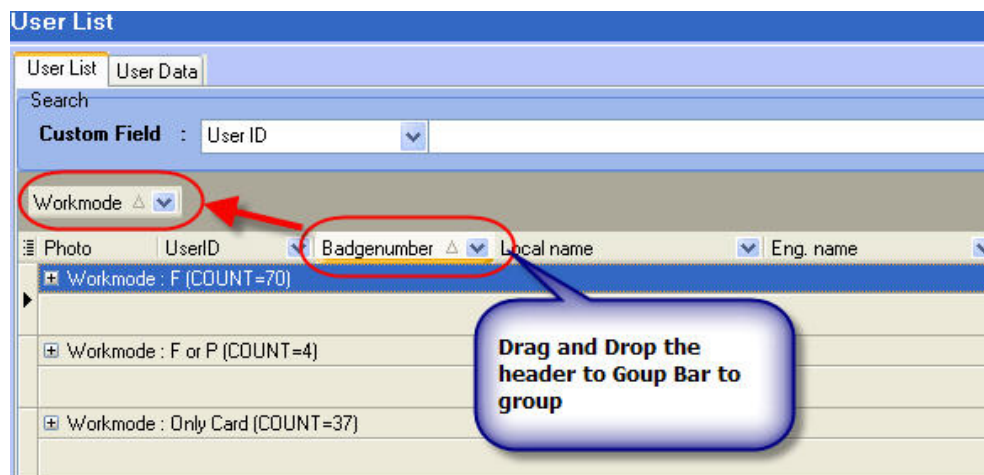 User List
User List User Data
Search
Custom Field : User ID
Workmode
Photo UserID Badgenumber Local name Eng. name
Workmode : F (COUNT=70)
Workmode : F or P (COUNT=4)
Workmode : Only Card (COUNT=37)
Drag and Drop the
header to Goup Bar to
group